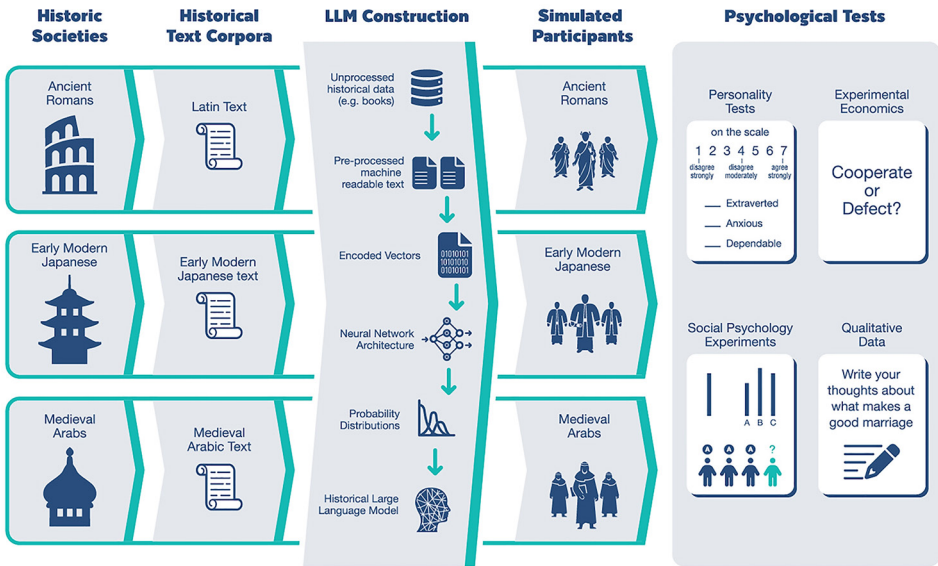 Historic
Societies
Historical
Text Corpora
LLM Construction
Simulated
Participants
Psychological Tests
Ancient
Romans
Latin Text
Early Modern
Japanese
Early Modern
Japanese text
Medieval
Arabs
Medieval
Arabic Text
Unprocessed
historical data
(e.g. books)
Pre-processed
machine
readable text
Encoded Vectors
01010101
10101010
01010101
Neural Network
Architecture
Probability
Distributions
Historical Large
Language Model
Ancient
Romans
Early Modern
Japanese
Medieval
Arabs
Personality
Tests
on the scale
1 2 3 4 5 6 7
disagree strongly
disagree moderately
agree strongly
Extraverted
Anxious
Dependable
Experimental
Economics
Cooperate
or
Defect?
Social Psychology
Experiments
A B C
A A A ?
Qualitative
Data
Write your
thoughts about
what makes a
good marriage